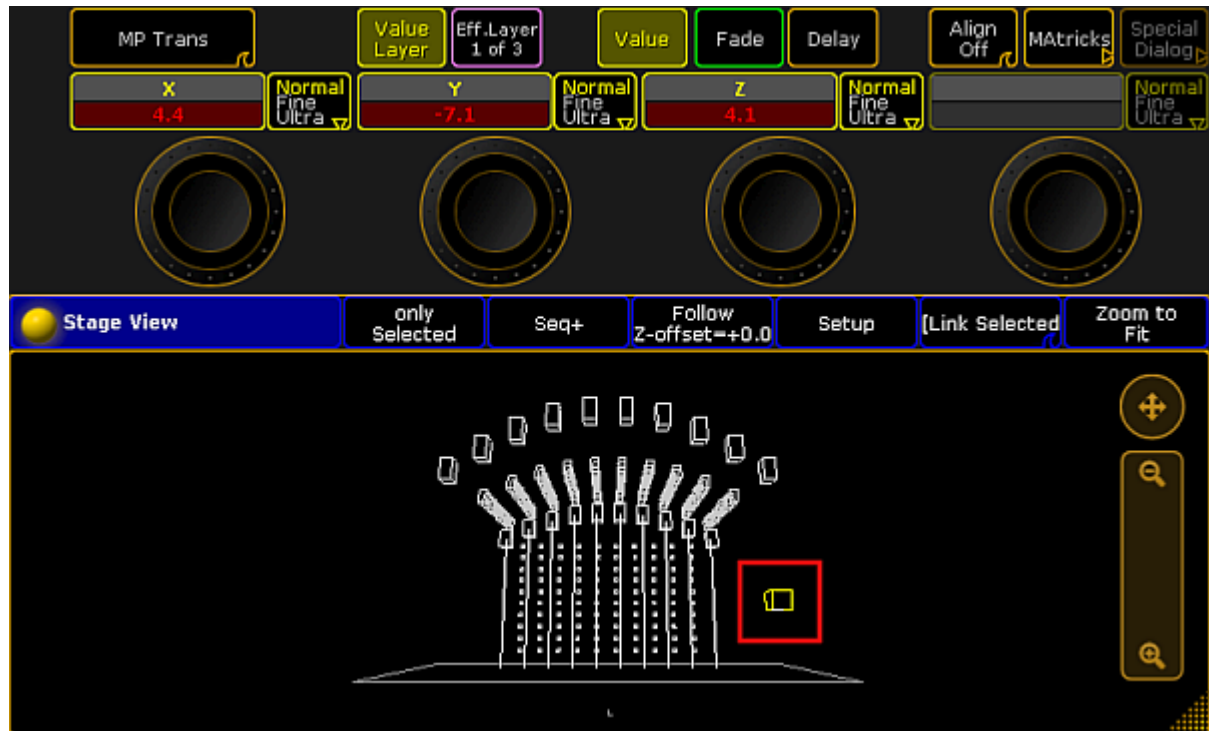 MP Trans
Value
Layer
Eff.Layer
1 of 3
Value
Fade
Delay
Align
Off
MAtricks
Special
Dialog
X
4.4
Normal
Fine
Ultra
Y
-7.1
Normal
Fine
Ultra
Z
4.1
Normal
Fine
Ultra
Normal
Fine
Ultra
Stage View
only
Selected
Seq+
Follow
Z-offset=+0.0
Setup
[Link Selected
Zoom to
Fit